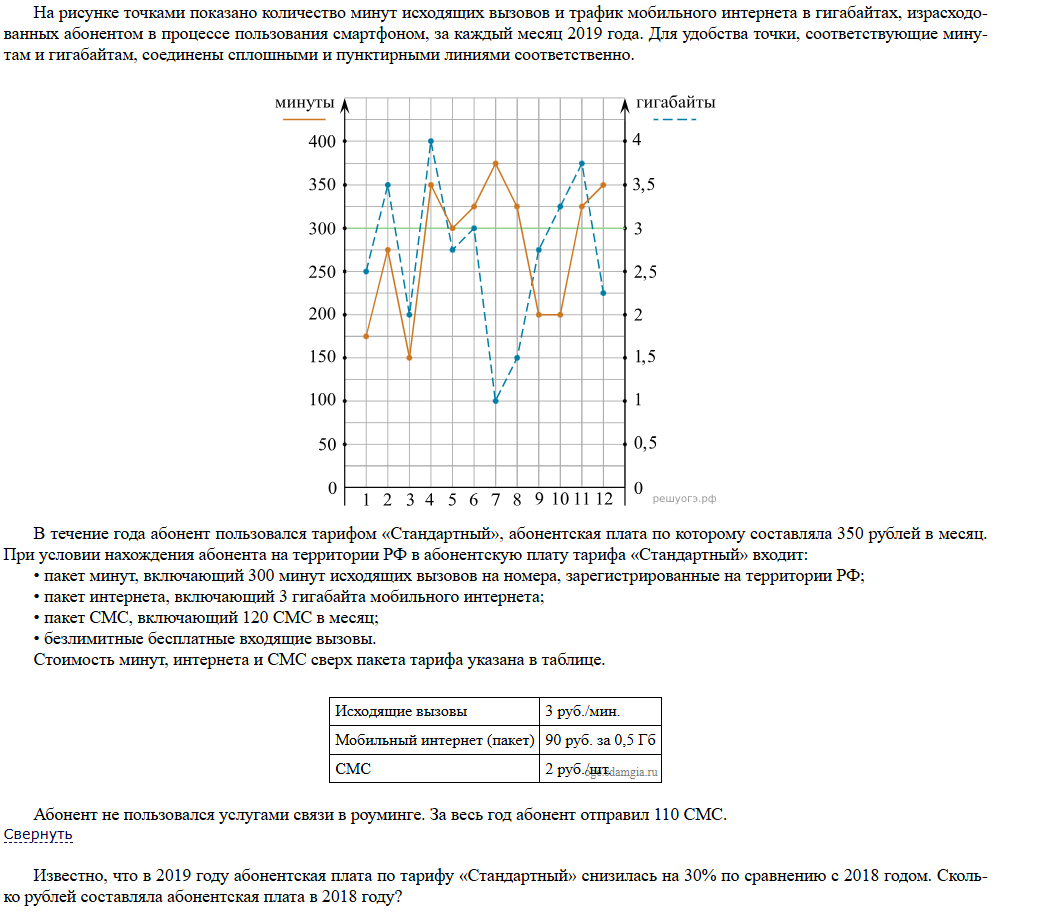 На рисунке точками показано количество минут исходящих вызовов и трафик мобильного интернета в гигабайтах, израсходо-
ванных абонентом в процессе пользования смартфоном, за каждый месяц 2019 года. Для удобства точки, соответствующие мину-
там и гигабайтам, соединены сплошными и пунктирными линиями соответственно.
минуты гигабайты
400 4
350 3,5
300 3
250 2,5
200 2
150 1,5
100 1
50 0,5
0 1 2 3 4 5 6 7 8 9 10 11 12 0
решуогэ.рф
В течение года абонент пользовался тарифом «Стандартный», абонентская плата по которому составляла 350 рублей в месяц.
При условии нахождения абонента на территории РФ в абонентскую плату тарифа «Стандартный» входит:
• пакет минут, включающий 300 минут исходящих вызовов на номера, зарегистрированные на территории РФ;
• пакет интернета, включающий 3 гигабайта мобильного интернета;
• пакет СМС, включающий 120 СМС в месяц;
• безлимитные бесплатные входящие вызовы.
Стоимость минут, интернета и СМС сверх пакета тарифа указана в таблице.
Исходящие вызовы 3 руб./мин.
Мобильный интернет (пакет) 90 руб. за 0,5 Гб
СМС 2 руб./шт.
oge.sdamgia.ru
Абонент не пользовался услугами связи в роуминге. За весь год абонент отправил 110 СМС.
Свернуть
Известно, что в 2019 году абонентская плата по тарифу «Стандартный» снизилась на 30% по сравнению с 2018 годом. Сколь-
ко рублей составляла абонентская плата в 2018 году?